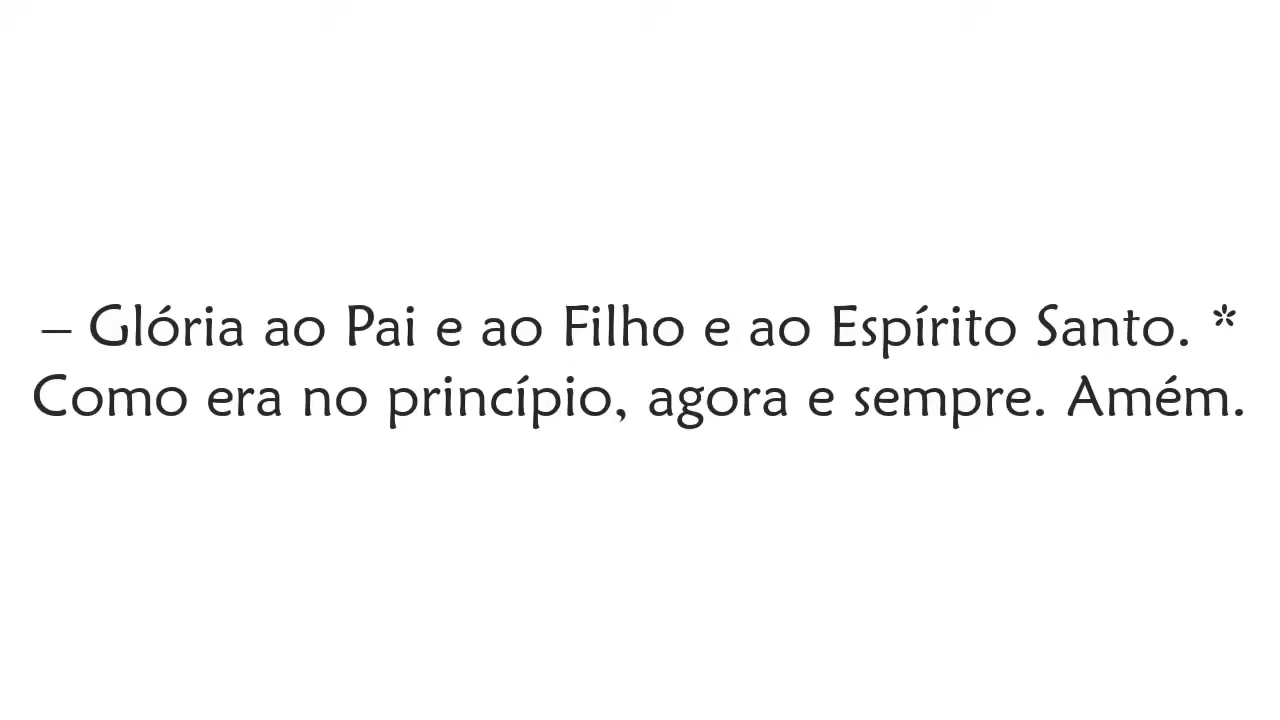 – Glória ao Pai e ao Filho e ao Espírito Santo. *
Como era no princípio, agora e sempre. Amém.